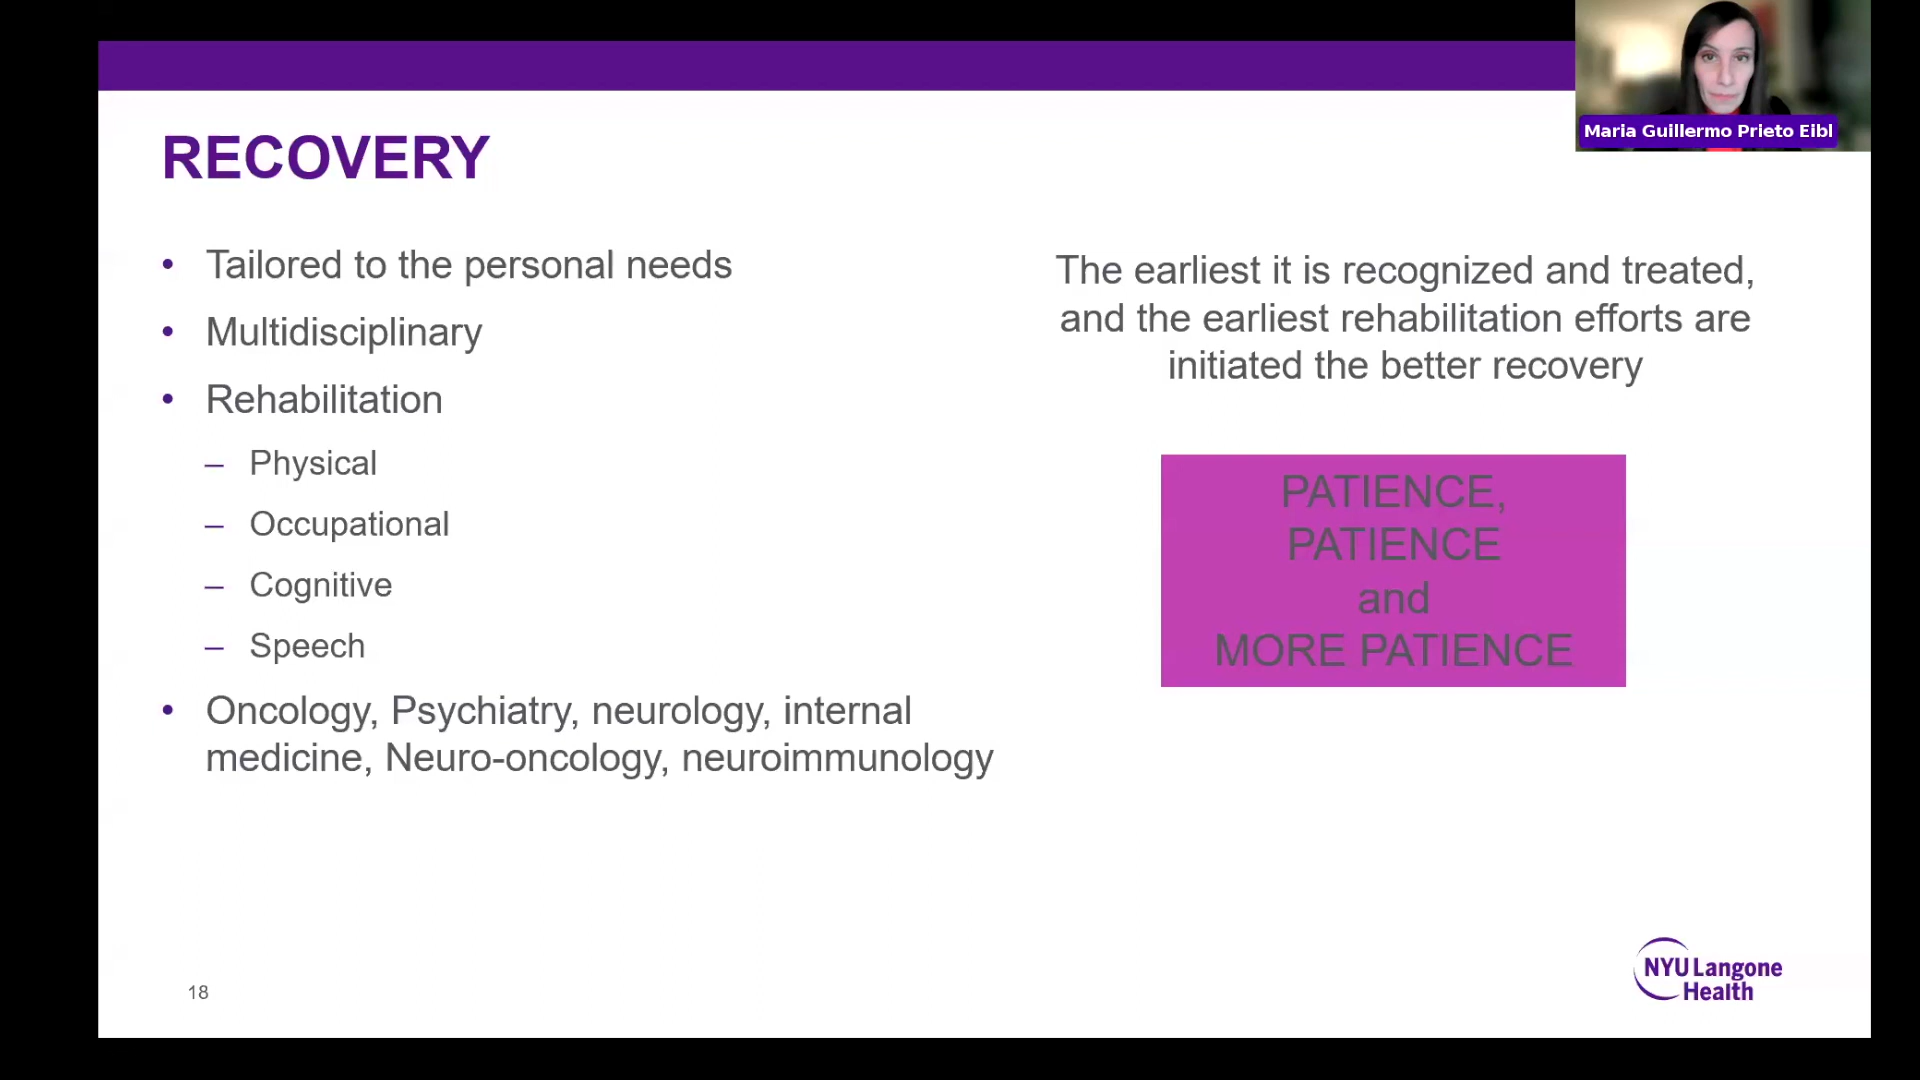 Maria Guillermo Prieto Eibl
RECOVERY
• Tailored to the personal needs
• Multidisciplinary
• Rehabilitation
– Physical
– Occupational
– Cognitive
– Speech
• Oncology, Psychiatry, neurology, internal
medicine, Neuro-oncology, neuroimmunology
The earliest it is recognized and treated,
and the earliest rehabilitation efforts are
initiated the better recovery
PATIENCE,
PATIENCE
and
MORE PATIENCE
18
NYU Langone
Health